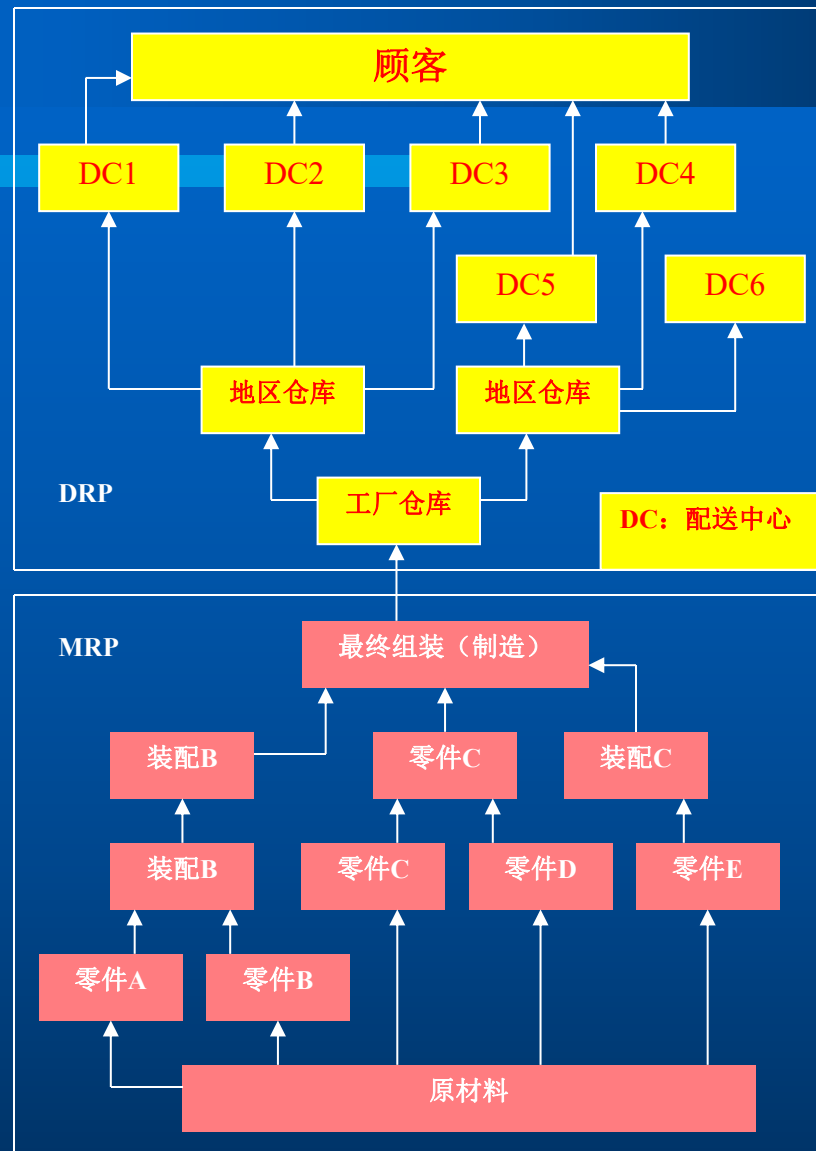 顾客
DC1
DC2
DC3
DC4
DC5
DC6
地区仓库
地区仓库
DRP
工厂仓库
DC：配送中心
MRP
最终组装（制造）
装配B
零件C
装配C
装配B
零件C
零件D
零件E
零件A
零件B
原材料